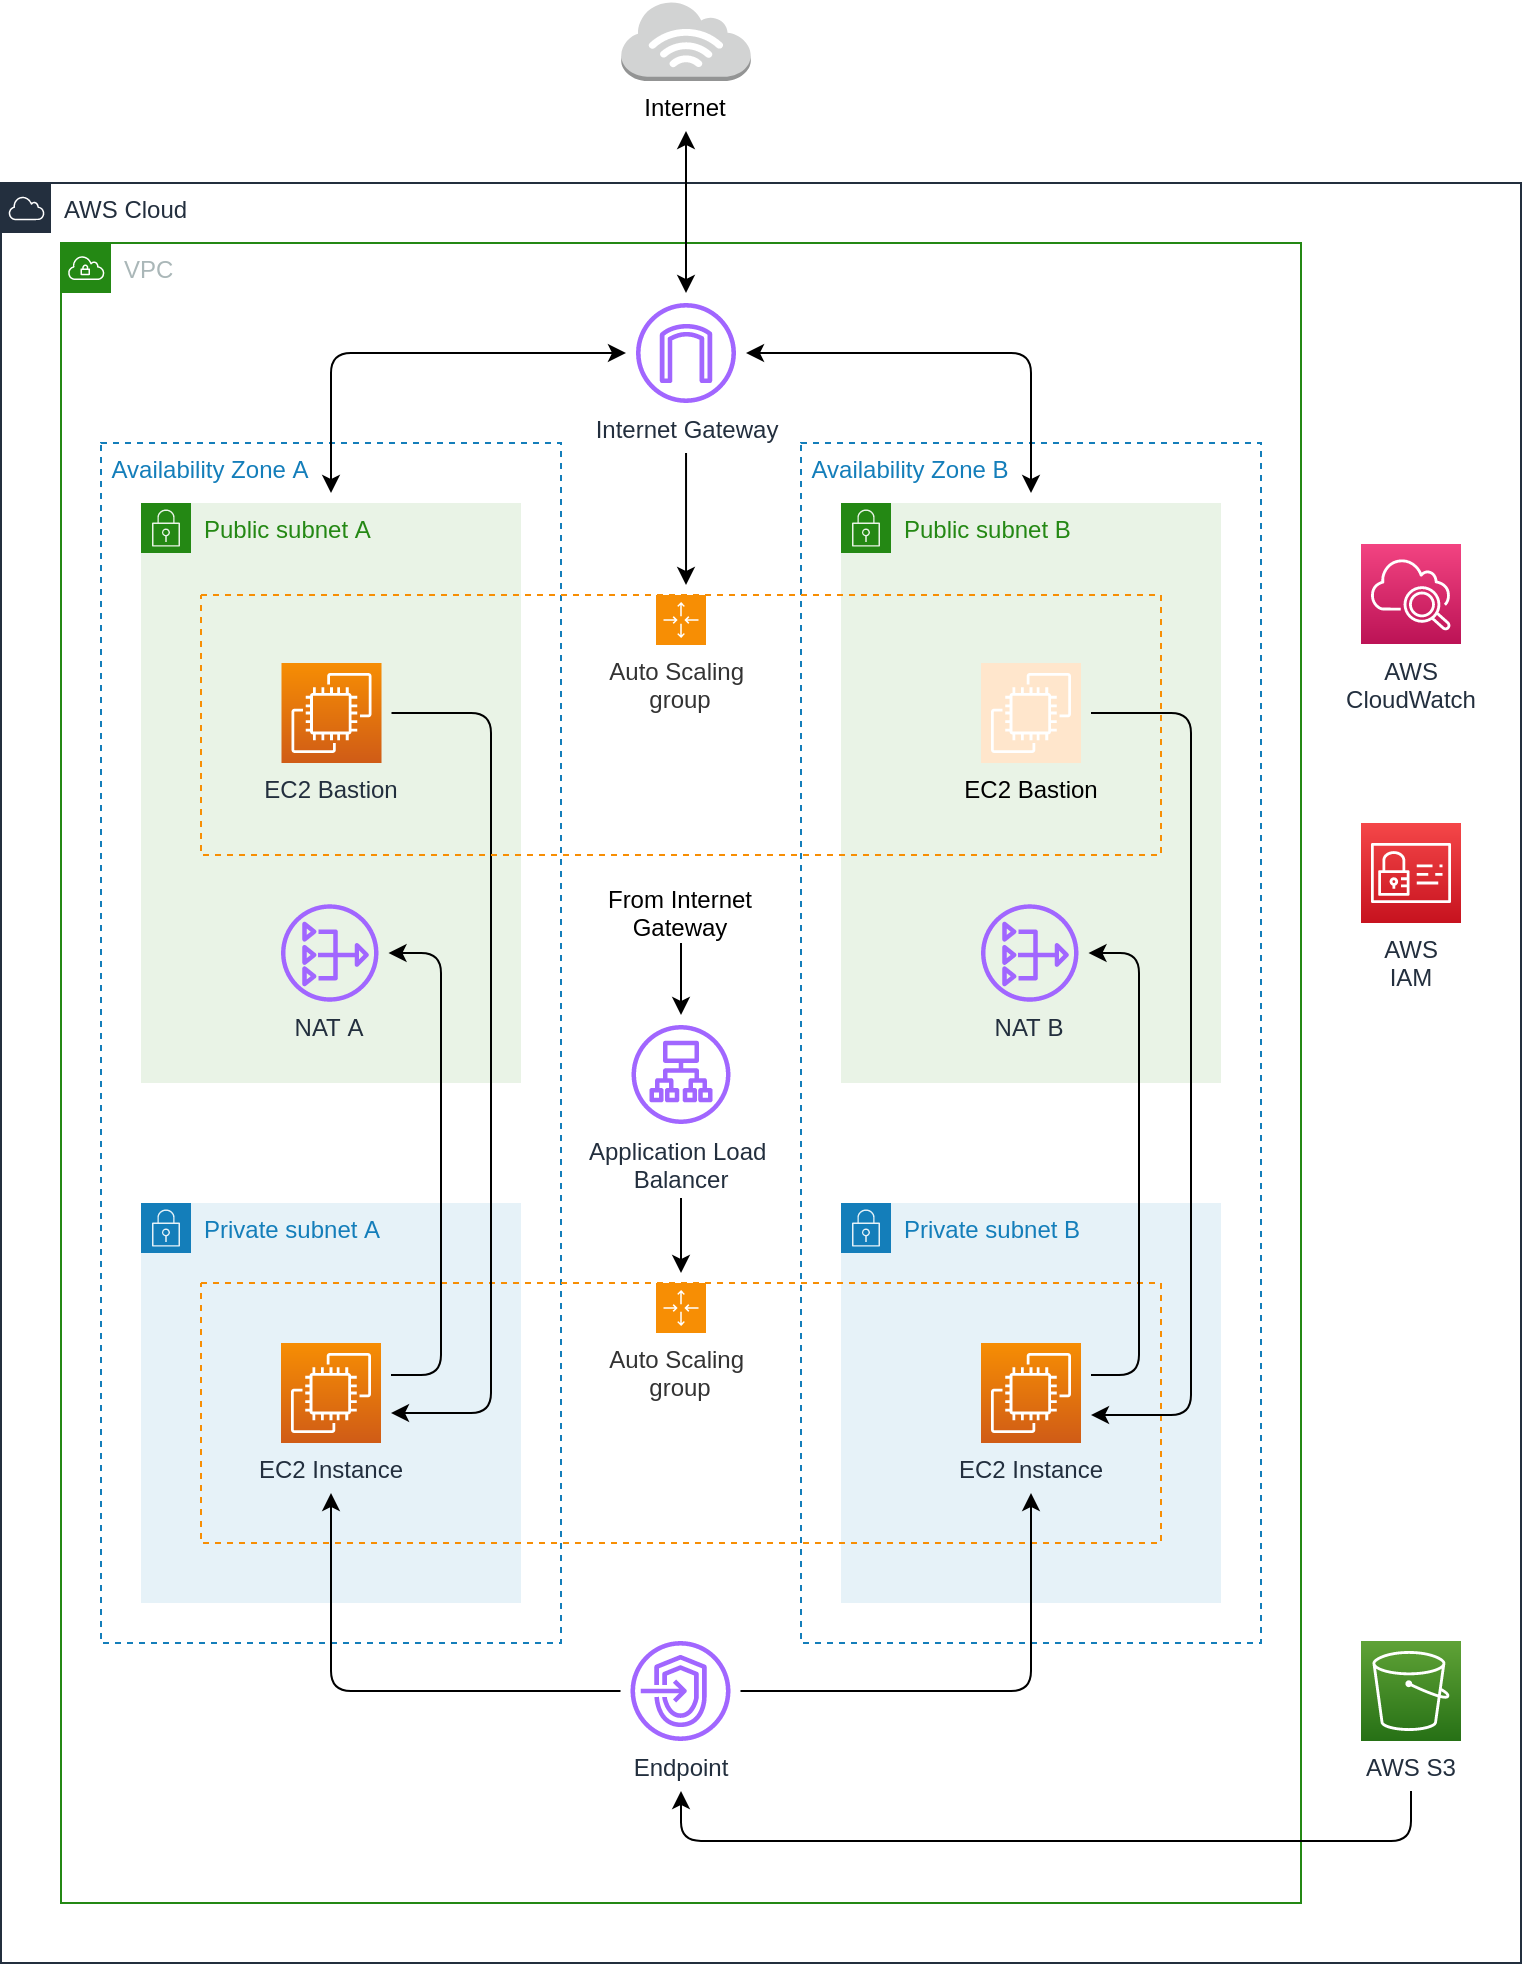 Internet
AWS Cloud
VPC
Internet Gateway
Availability Zone A
Availability Zone B
Public subnet A
Public subnet B
Auto Scaling
group
AWS
CloudWatch
EC2 Bastion
EC2 Bastion
From Internet
Gateway
AWS
IAM
NAT A
NAT B
Application Load
Balancer
Private subnet A
Private subnet B
Auto Scaling
group
EC2 Instance
EC2 Instance
Endpoint
AWS S3